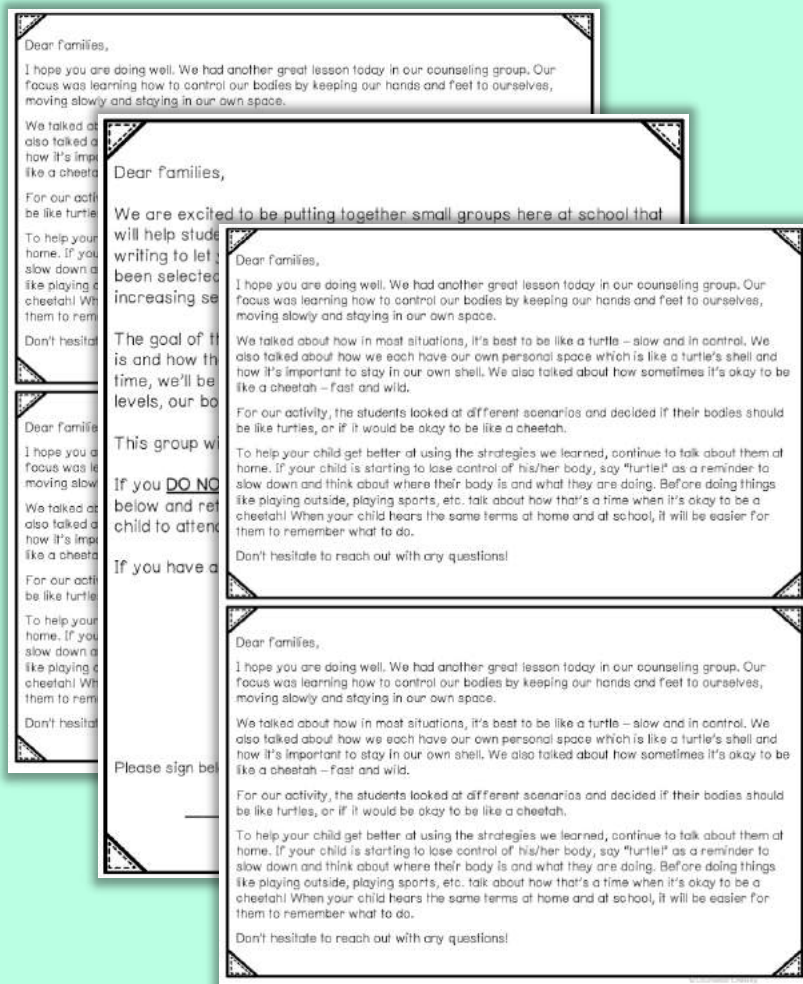 Dear families,
I hope you are doing well. We had another great lesson today in our counseling group. Our
focus was learning how to control our bodies by keeping our hands and feet to ourselves,
moving slowly and staying in our own space.
We talked
also talked
how it's
like a
For our
be like turtle
To help your
home. If you
slow down
like playing
cheetah!
them to
Don't
Dear
I hope you
focus was
moving
We talked
also talked
how it's
like a
For our
be like turtle
To help your
home. If you
slow down
like playing
cheetah!
them to
Don't
Dear families,
We are excited to be putting together small groups here at school that
will help
writing to let
been selected
increasing
The goal of
is and how
time, we'll be
levels, our
This group
If you DO
below and
child to
If you have a
Please sign
Dear families,
I hope you are doing well. We had another great lesson today in our counseling group. Our
focus was learning how to control our bodies by keeping our hands and feet to ourselves,
moving slowly and staying in our own space.
We talked about how in most situations, it's best to be like a turtle – slow and in control. We
also talked about how we each have our own personal space which is like a turtle's shell and
how it's important to stay in our own shell. We also talked about how sometimes it's okay to be
like a cheetah – fast and wild.
For our activity, the students looked at different scenarios and decided if their bodies should
be like turtles, or if it would be okay to be like a cheetah.
To help your child get better at using the strategies we learned, continue to talk about them at
home. If your child is starting to lose control of his/her body, say "turtle!" as a reminder to
slow down and think about where their body is and what they are doing. Before doing things
like playing outside, playing sports, etc. talk about how that's a time when it's okay to be a
cheetah! When your child hears the same terms at home and at school, it will be easier for
them to remember what to do.
Don't hesitate to reach out with any questions!
Dear families,
I hope you are doing well. We had another great lesson today in our counseling group. Our
focus was learning how to control our bodies by keeping our hands and feet to ourselves,
moving slowly and staying in our own space.
We talked about how in most situations, it's best to be like a turtle – slow and in control. We
also talked about how we each have our own personal space which is like a turtle's shell and
how it's important to stay in our own shell. We also talked about how sometimes it's okay to be
like a cheetah – fast and wild.
For our activity, the students looked at different scenarios and decided if their bodies should
be like turtles, or if it would be okay to be like a cheetah.
To help your child get better at using the strategies we learned, continue to talk about them at
home. If your child is starting to lose control of his/her body, say "turtle!" as a reminder to
slow down and think about where their body is and what they are doing. Before doing things
like playing outside, playing sports, etc. talk about how that's a time when it's okay to be a
cheetah! When your child hears the same terms at home and at school, it will be easier for
them to remember what to do.
Don't hesitate to reach out with any questions!